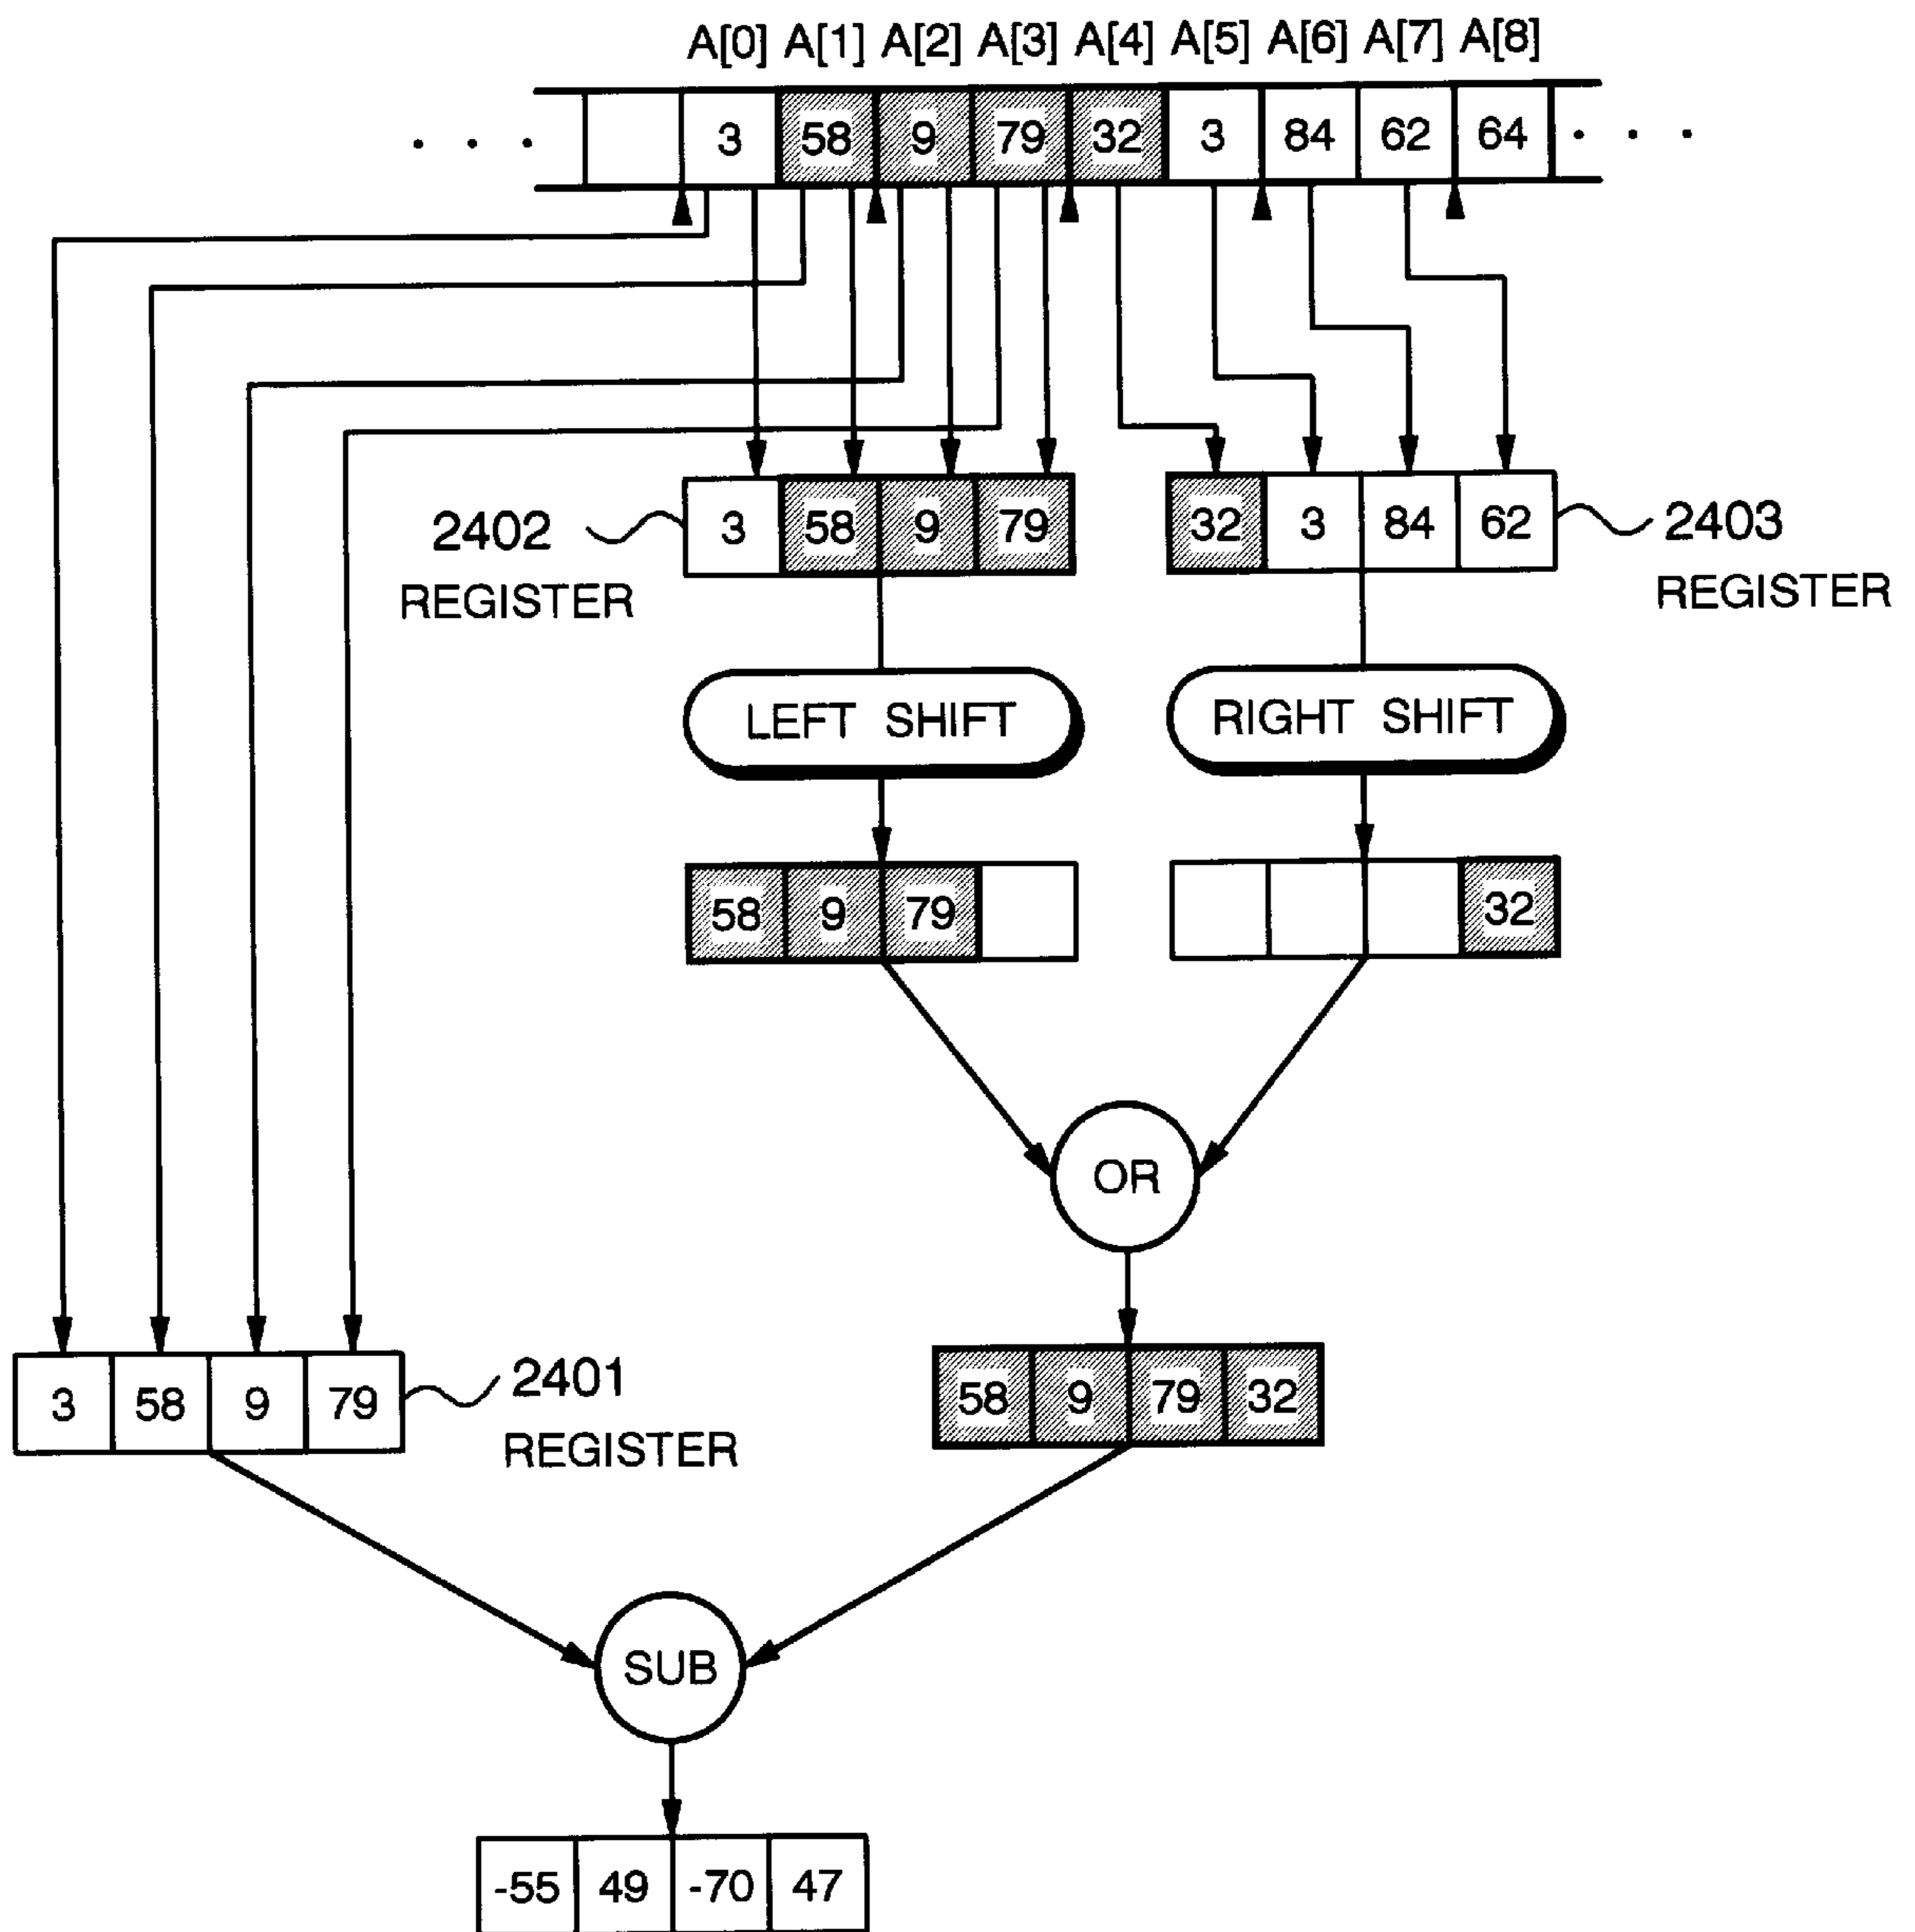 A[0] A[1] A[2] A[3] A[4] A[5] A[6] A[7] A[8]
. . . 3 58 9 79 32 3 84 62 64 . . .
3 58 9 79
32 3 84 62
2402
REGISTER
2403
REGISTER
LEFT SHIFT
RIGHT SHIFT
58 9 79
32
OR
3 58 9 79
2401
REGISTER
58 9 79 32
SUB
-55 49 -70 47